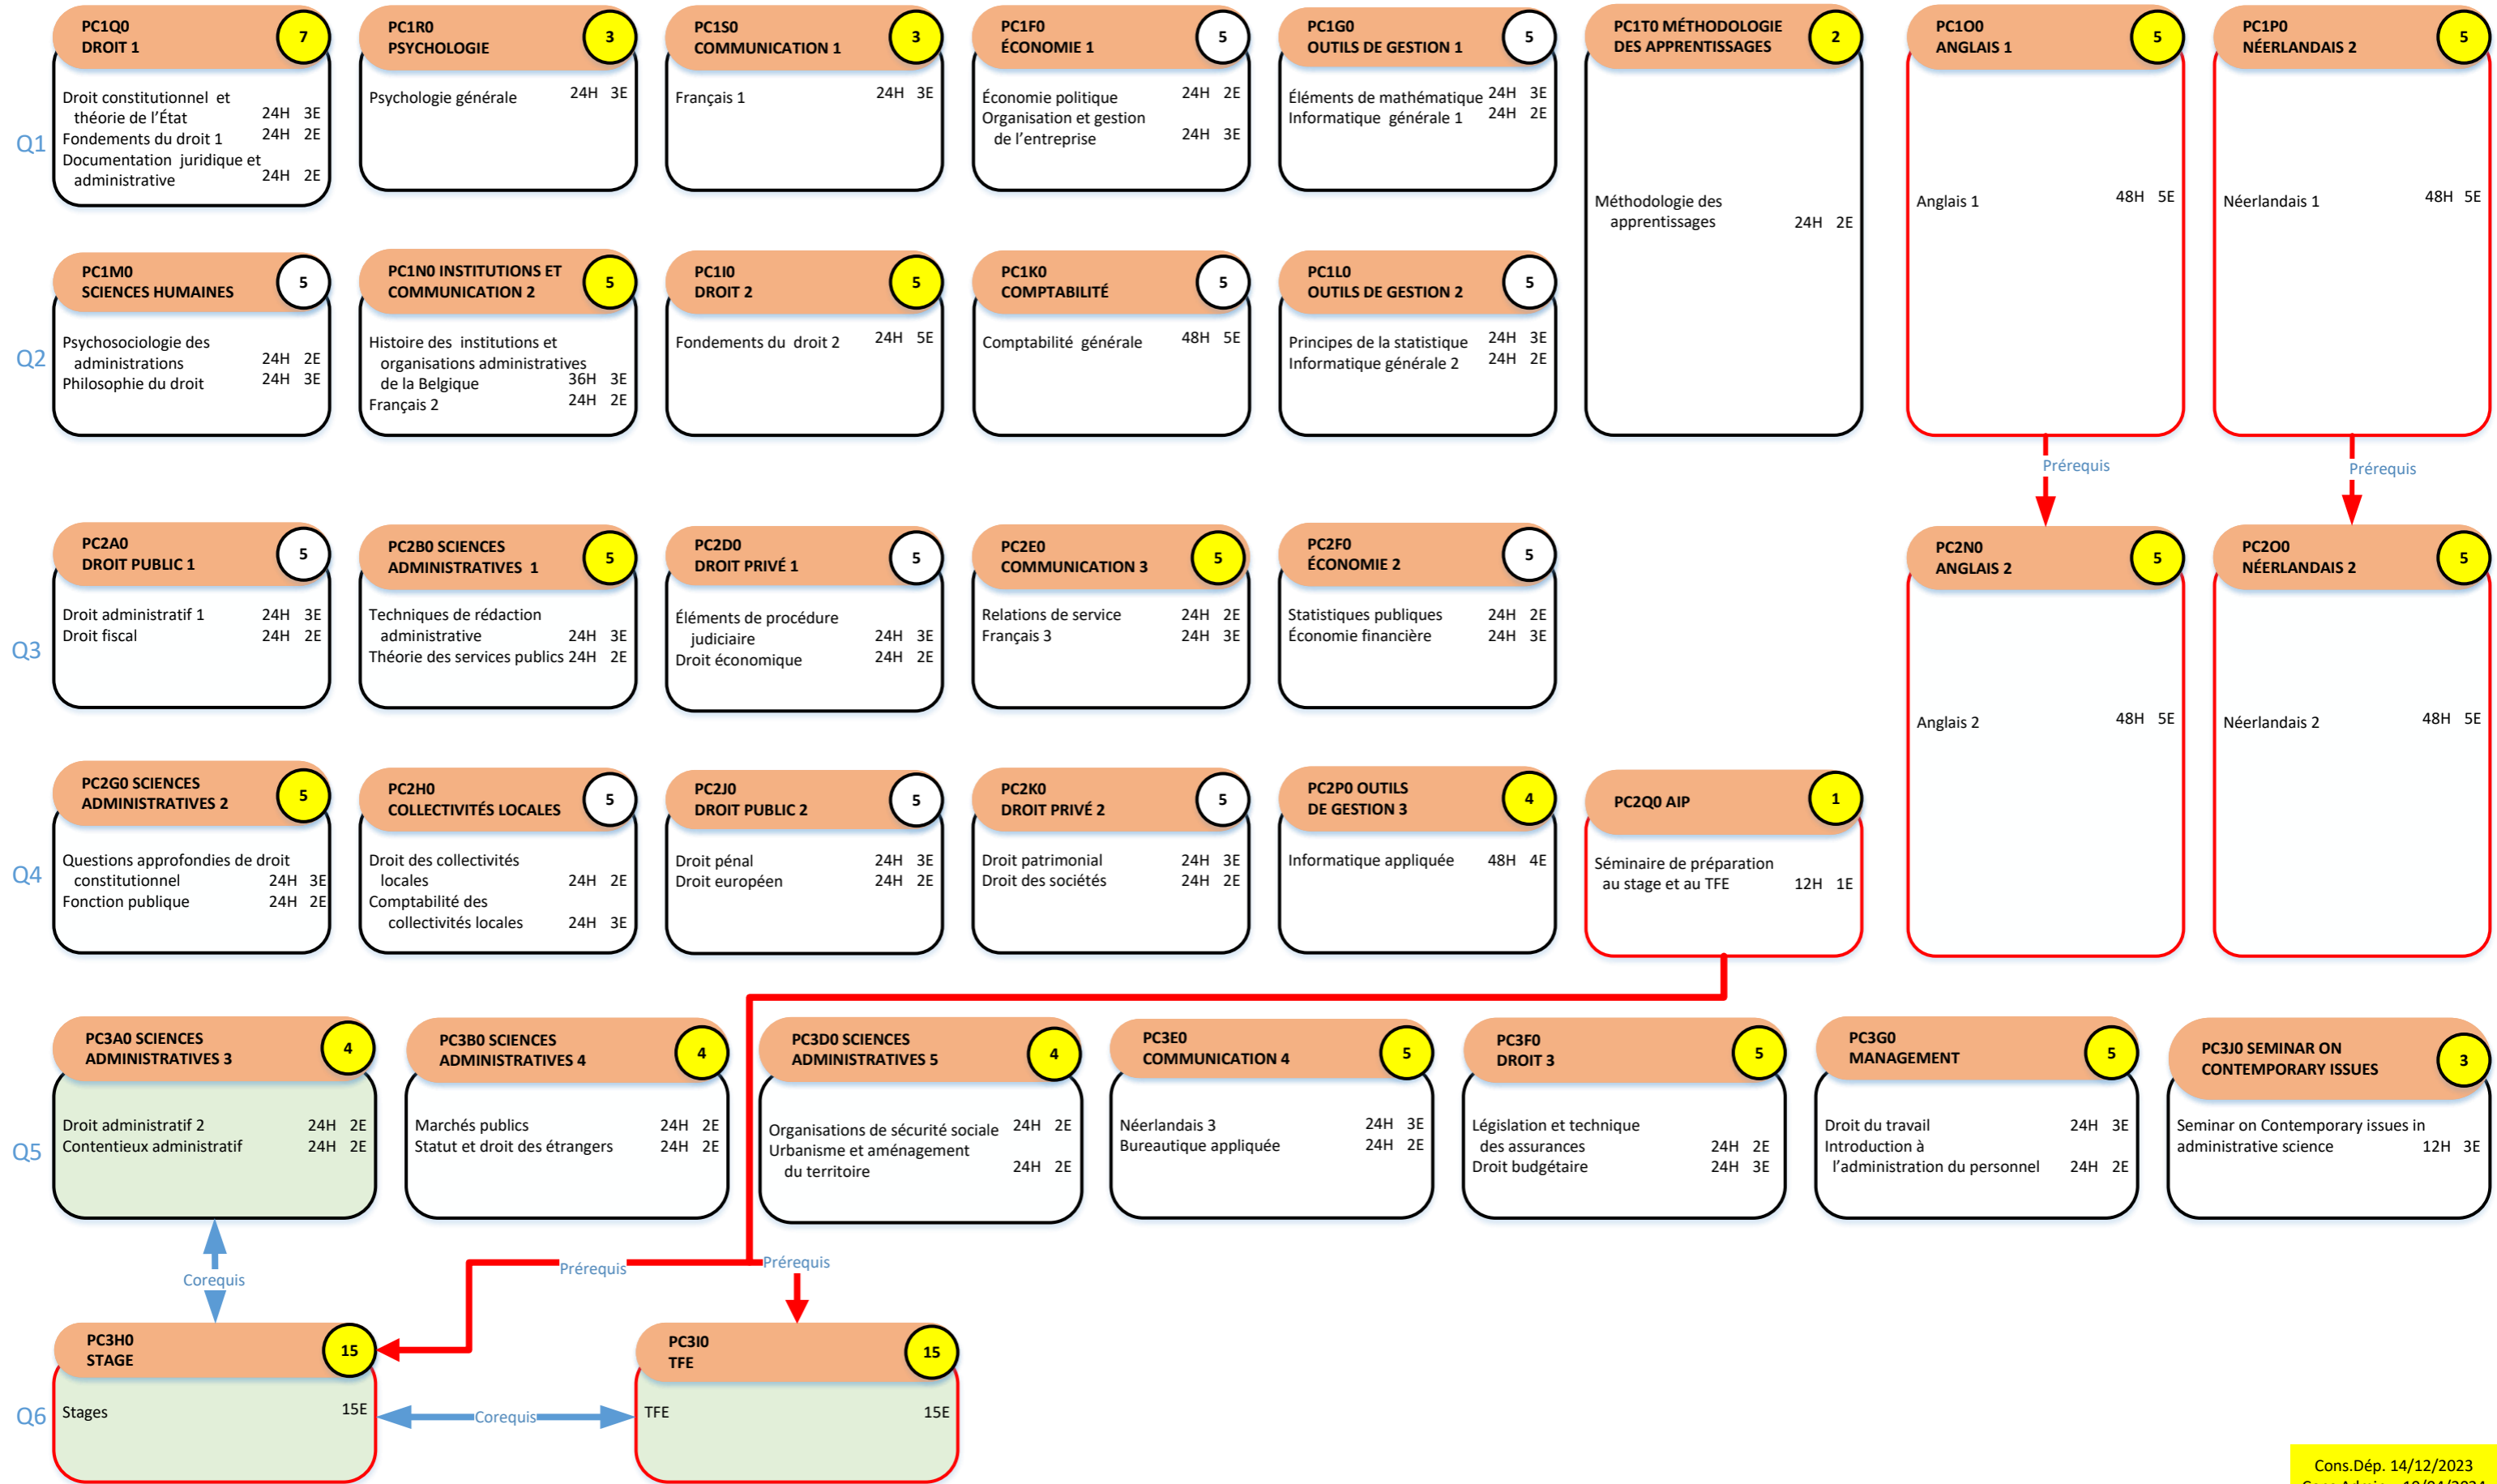 PC1Q0
DROIT 1
7
Droit constitutionnel et
théorie de l'État 24H 3E
Fondements du droit 1 24H 2E
Documentation juridique et
administrative 24H 2E
PC1R0
PSYCHOLOGIE
3
Psychologie générale 24H 3E
PC1S0
COMMUNICATION 1
3
Français 1 24H 3E
PC1F0
ÉCONOMIE 1
5
Économie politique 24H 2E
Organisation et gestion
de l'entreprise 24H 3E
PC1G0
OUTILS DE GESTION 1
5
Éléments de mathématique 24H 3E
Informatique générale 1 24H 2E
PC1T0 MÉTHODOLOGIE
DES APPRENTISSAGES
2
Méthodologie des
apprentissages 24H 2E
PC1O0
ANGLAIS 1
5
Anglais 1 48H 5E
PC1P0
NÉERLANDAIS 2
5
Néerlandais 1 48H 5E
Q1
PC1M0
SCIENCES HUMAINES
5
Psychosociologie des
administrations 24H 2E
Philosophie du droit 24H 3E
PC1N0 INSTITUTIONS ET
COMMUNICATION 2
5
Histoire des institutions et
organisations administratives
de la Belgique 36H 3E
Français 2 24H 2E
PC1I0
DROIT 2
5
Fondements du droit 2 24H 5E
PC1K0
COMPTABILITÉ
5
Comptabilité générale 48H 5E
PC1L0
OUTILS DE GESTION 2
5
Principes de la statistique 24H 3E
Informatique générale 2 24H 2E
Q2
Prérequis
Prérequis
PC2A0
DROIT PUBLIC 1
5
Droit administratif 1 24H 3E
Droit fiscal 24H 2E
PC2B0 SCIENCES
ADMINISTRATIVES 1
5
Techniques de rédaction
administrative 24H 3E
Théorie des services publics 24H 2E
PC2D0
DROIT PRIVÉ 1
5
Éléments de procédure
judiciaire 24H 3E
Droit économique 24H 2E
PC2E0
COMMUNICATION 3
5
Relations de service 24H 2E
Français 3 24H 3E
PC2F0
ÉCONOMIE 2
5
Statistiques publiques 24H 2E
Économie financière 24H 3E
PC2N0
ANGLAIS 2
5
Anglais 2 48H 5E
PC2O0
NÉERLANDAIS 2
5
Néerlandais 2 48H 5E
Q3
PC2G0 SCIENCES
ADMINISTRATIVES 2
5
Questions approfondies de droit
constitutionnel 24H 3E
Fonction publique 24H 2E
PC2H0
COLLECTIVITÉS LOCALES
5
Droit des collectivités
locales 24H 2E
Comptabilité des
collectivités locales 24H 3E
PC2J0
DROIT PUBLIC 2
5
Droit pénal 24H 3E
Droit européen 24H 2E
PC2K0
DROIT PRIVÉ 2
5
Droit patrimonial 24H 3E
Droit des sociétés 24H 2E
PC2P0 OUTILS
DE GESTION 3
4
Informatique appliquée 48H 4E
PC2Q0 AIP
1
Séminaire de préparation
au stage et au TFE 12H 1E
Q4
PC3A0 SCIENCES
ADMINISTRATIVES 3
4
Droit administratif 2 24H 2E
Contentieux administratif 24H 2E
PC3B0 SCIENCES
ADMINISTRATIVES 4
4
Marchés publics 24H 2E
Statut et droit des étrangers 24H 2E
PC3D0 SCIENCES
ADMINISTRATIVES 5
4
Organisations de sécurité sociale 24H 2E
Urbanisme et aménagement
du territoire 24H 2E
PC3E0
COMMUNICATION 4
5
Néerlandais 3 24H 3E
Bureautique appliquée 24H 2E
PC3F0
DROIT 3
5
Législation et technique
des assurances 24H 2E
Droit budgétaire 24H 3E
PC3G0
MANAGEMENT
5
Droit du travail 24H 3E
Introduction à
l'administration du personnel 24H 2E
PC3J0 SEMINAR ON
CONTEMPORARY ISSUES
3
Seminar on Contemporary issues in
administrative science 12H 3E
Q5
Corequis
Prérequis
Prérequis
PC3H0
STAGE
15
Stages 15E
Corequis
PC3I0
TFE
15
TFE 15E
Q6
Cons.Dép. 14/12/2023